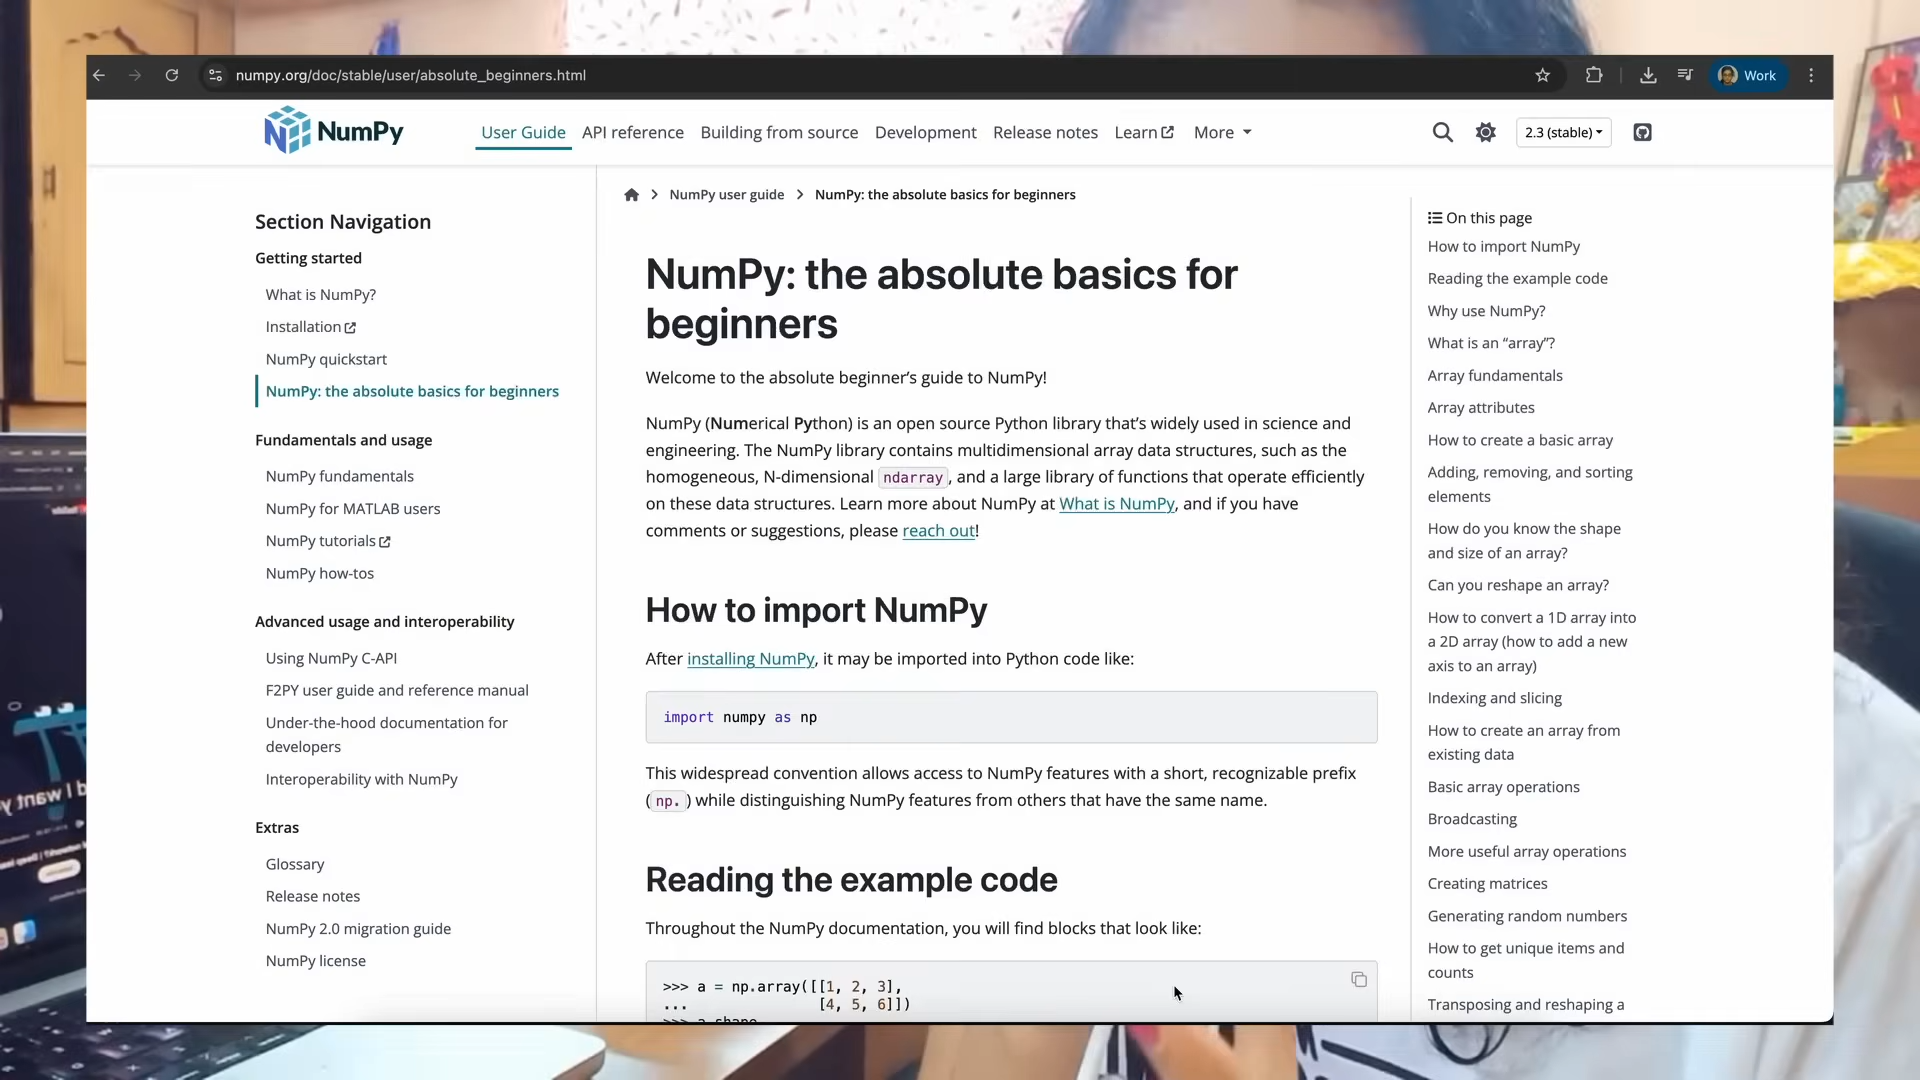 numpy.org/doc/stable/user/absolute_beginners.html
Work
NumPy
User Guide
API reference
Building from source
Development
Release notes
Learn
More
2.3 (stable)
Section Navigation
Getting started
What is NumPy?
Installation
NumPy quickstart
NumPy: the absolute basics for beginners
Fundamentals and usage
NumPy fundamentals
NumPy for MATLAB users
NumPy tutorials
NumPy how-tos
Advanced usage and interoperability
Using NumPy C-API
F2PY user guide and reference manual
Under-the-hood documentation for
developers
Interoperability with NumPy
Extras
Glossary
Release notes
NumPy 2.0 migration guide
NumPy license
NumPy user guide
NumPy: the absolute basics for beginners
NumPy: the absolute basics for
beginners
Welcome to the absolute beginner’s guide to NumPy!
NumPy (Numerical Python) is an open source Python library that’s widely used in science and
engineering. The NumPy library contains multidimensional array data structures, such as the
homogeneous, N-dimensional ndarray, and a large library of functions that operate efficiently
on these data structures. Learn more about NumPy at What is NumPy, and if you have
comments or suggestions, please reach out!
How to import NumPy
After installing NumPy, it may be imported into Python code like:
import numpy as np
This widespread convention allows access to NumPy features with a short, recognizable prefix
(np.) while distinguishing NumPy features from others that have the same name.
Reading the example code
Throughout the NumPy documentation, you will find blocks that look like:
>>> a = np.array([[1, 2, 3],
... [4, 5, 6]])
>>> a.shape
On this page
How to import NumPy
Reading the example code
Why use NumPy?
What is an “array”?
Array fundamentals
Array attributes
How to create a basic array
Adding, removing, and sorting
elements
How do you know the shape
and size of an array?
Can you reshape an array?
How to convert a 1D array into
a 2D array (how to add a new
axis to an array)
Indexing and slicing
How to create an array from
existing data
Basic array operations
Broadcasting
More useful array operations
Creating matrices
Generating random numbers
How to get unique items and
counts
Transposing and reshaping a